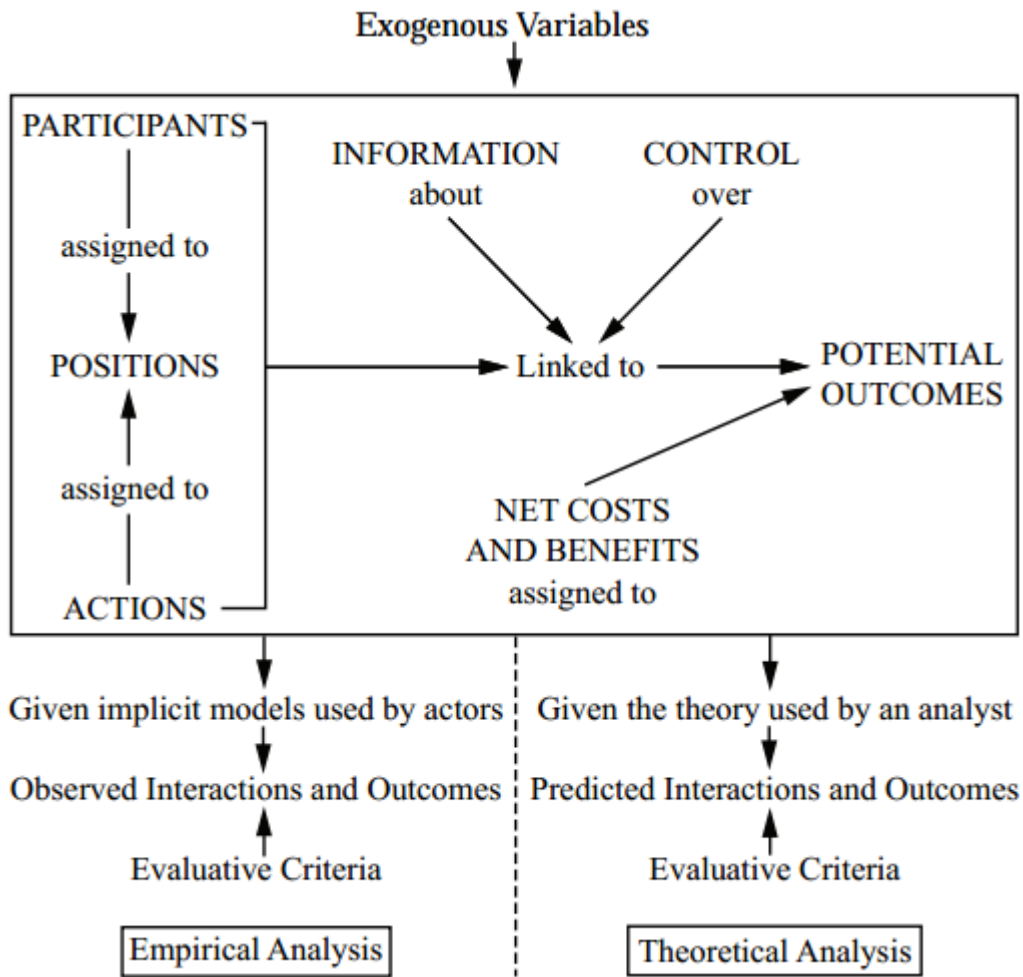 Exogenous Variables
PARTICIPANTS
assigned to
POSITIONS
assigned to
ACTIONS
INFORMATION
about
CONTROL
over
Linked to
POTENTIAL
OUTCOMES
NET COSTS
AND BENEFITS
assigned to
Given implicit models used by actors
Observed Interactions and Outcomes
Evaluative Criteria
Empirical Analysis
Given the theory used by an analyst
Predicted Interactions and Outcomes
Evaluative Criteria
Theoretical Analysis